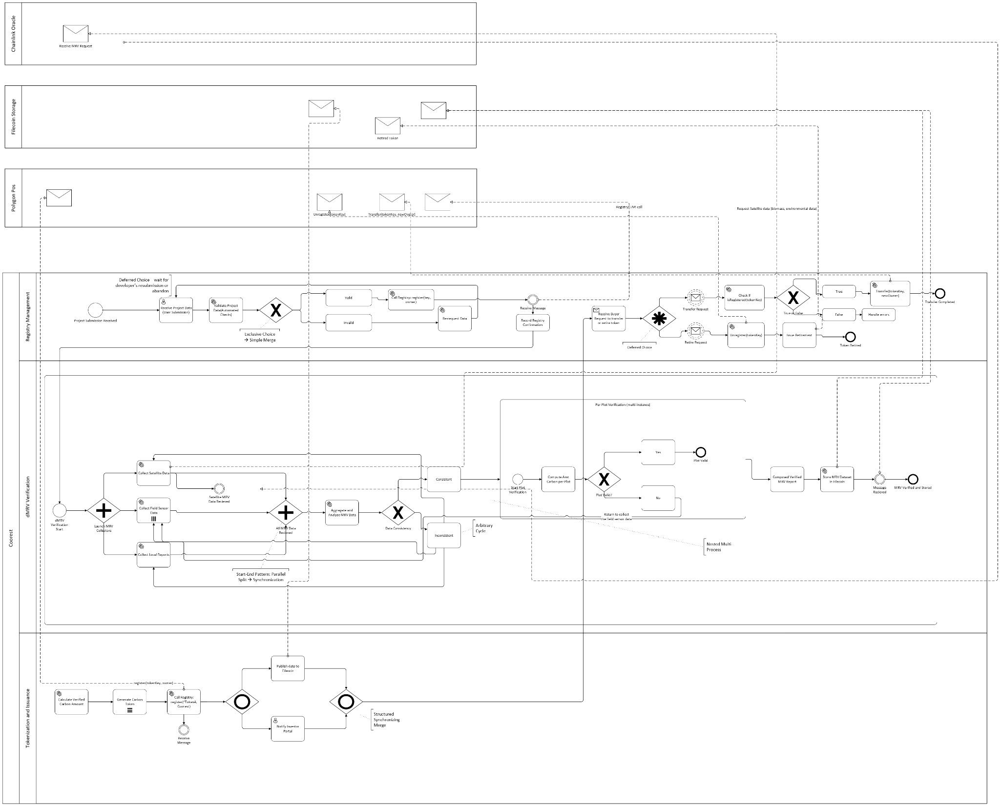 Chainlink Oracle
Receive MRV Request
Filecoin Storage
Retired Token
Polygon Pos
Unregister(tokenKey)
Transfer(tokenKey, newOwner)
Registry() API call
Request Satellite data (biomass, environmental data)
Coorest
Registry Management
Deferred Choice   wait for
developer's resubmission or
abandon
Project Submission Received
Receive Project Data
(User Submission)
Validate Project
Data(Automated
Checks)
Exclusive Choice
→ Simple Merge
Valid
Invalid
Call Registry: register(key,
owner)
Re-request Data
Receive Message
Record Registry
Confirmation
Receive Buyer
Request to transfer
or retire token
Deferred Choice
Transfer Request
Retire Request
Check if
isRegistered(tokenKey)
Unregister(tokenKey)
True or False
True
False
Transfer(tokenKey,
newOwner)
Handle errors
Transfer Completed
Issue Retirement
Token Retired
dMRV Verification
dMRV
Verification
Start
Launch MRV
Collectors
Collect Satellite Data
Satellite MRV
Data Recieved
Collect Field Sensor
Data
Collect Local Reports
All MRV Data
Recieved
Start-End Pattern: Parallel
Split → Synchronization
Aggregate and
Analyze MRV Data
Data Consistency
Consistent
Inconsistent
Arbitrary
Cycle
Per-Plot Verification (multi-instance)
Start Plot
Verification
Compute Amt
Carbon per Plot
Plot Valid?
Yes
No
Plot Valid
Return to collect
the field sensor data
Nested Multi-
Process
Composed Verified
MRV Report
Store MRV Dataset
in Filecoin
Message
Recieved
MRV Verified and Stored
Tokenization and Issuance
register(tokenKey, owner)
Calculate Verified
Carbon Amount
Generate Carbon
Token
Call Registry:
register("Token#,
Coorest)
Receive
Message
Publish data to
Filecoin
Notify Investor
Portal
Structured
Synchronizing
Merge